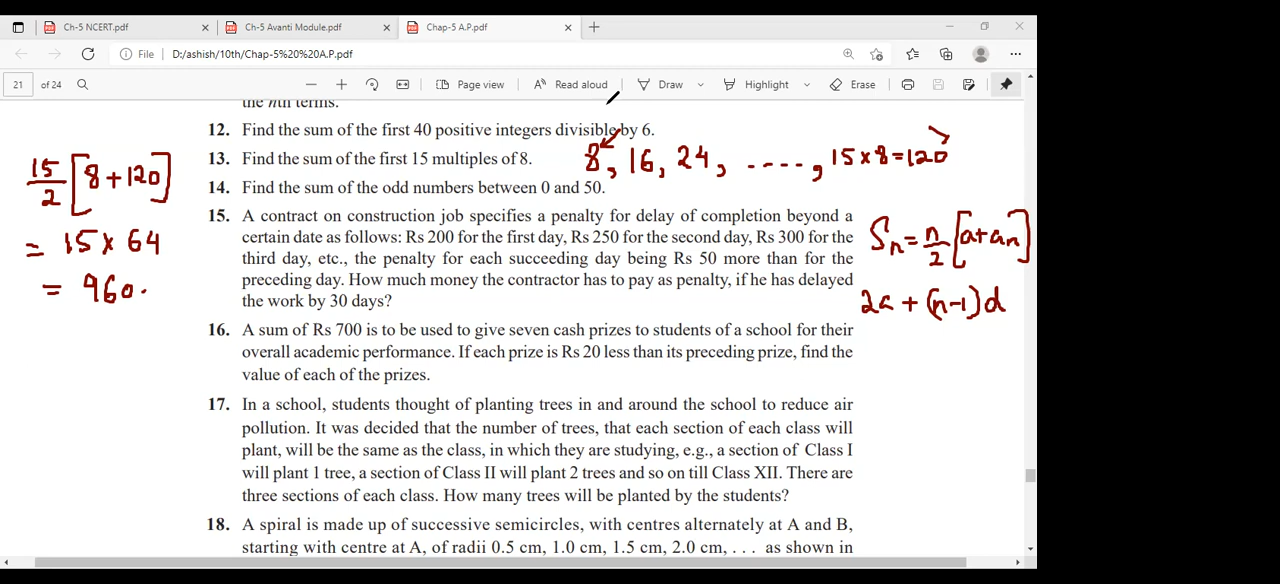 Ch-5 NCERT.pdf
Ch-5 Avanti Module.pdf
Chap-5 A.P.pdf
File D:/ashish/10th/Chap-5%20%20A.P.pdf
21 of 24 Page view Read aloud Draw Highlight Erase
the nth terms.
12. Find the sum of the first 40 positive integers divisible by 6.
13. Find the sum of the first 15 multiples of 8.
8, 16, 24, ....., 15 x 8 = 120
14. Find the sum of the odd numbers between 0 and 50.
15/2 [8 + 120]
= 15 x 64
= 960.
15. A contract on construction job specifies a penalty for delay of completion beyond a
certain date as follows: Rs 200 for the first day, Rs 250 for the second day, Rs 300 for the
third day, etc., the penalty for each succeeding day being Rs 50 more than for the
preceding day. How much money the contractor has to pay as penalty, if he has delayed
the work by 30 days?
Sn = n/2 [a + an]
2a + (n-1)d
16. A sum of Rs 700 is to be used to give seven cash prizes to students of a school for their
overall academic performance. If each prize is Rs 20 less than its preceding prize, find the
value of each of the prizes.
17. In a school, students thought of planting trees in and around the school to reduce air
pollution. It was decided that the number of trees, that each section of each class will
plant, will be the same as the class, in which they are studying, e.g., a section of Class I
will plant 1 tree, a section of Class II will plant 2 trees and so on till Class XII. There are
three sections of each class. How many trees will be planted by the students?
18. A spiral is made up of successive semicircles, with centres alternately at A and B,
starting with centre at A, of radii 0.5 cm, 1.0 cm, 1.5 cm, 2.0 cm, . . . as shown in